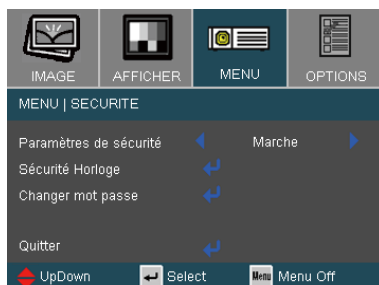 IMAGE AFFICHER MENU OPTIONS
MENU | SECURITE
Paramètres de sécurité Marche
Sécurité Horloge
Changer mot passe
Quitter
UpDown Select Menu Menu Off